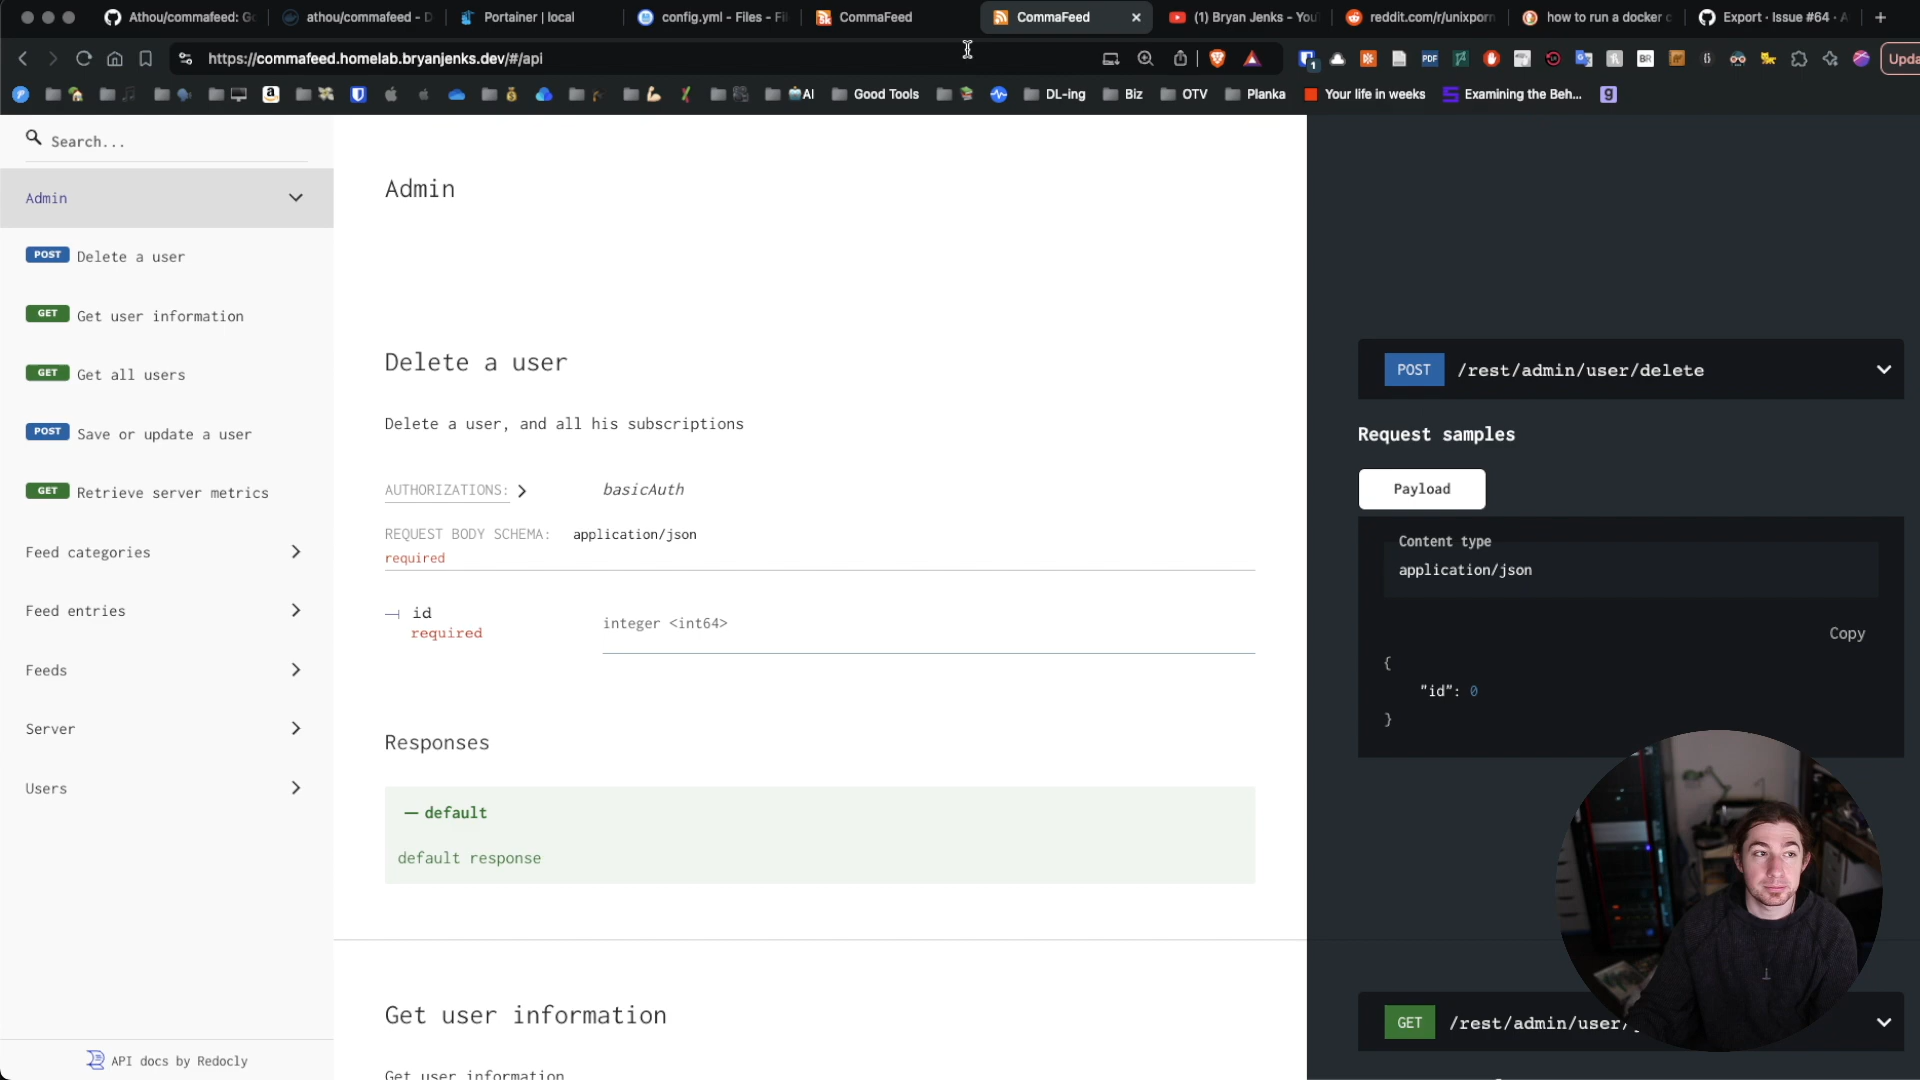 Athou/commafeed: Go
athou/commafeed - D
Portainer | local
config.yml - Files - Fil
CommaFeed
CommaFeed
(1) Bryan Jenks - You
reddit.com/r/unixporn
how to run a docker c
Export · Issue #64 · A
https://commafeed.homelab.bryanjenks.dev/#/api
Upda
AI
Good Tools
DL-ing
Biz
OTV
Planka
Your life in weeks
Examining the Beh...
Search...
Admin
POST Delete a user
GET Get user information
GET Get all users
POST Save or update a user
GET Retrieve server metrics
Feed categories
Feed entries
Feeds
Server
Users
API docs by Redocly
Admin
Delete a user
Delete a user, and all his subscriptions
AUTHORIZATIONS: basicAuth
REQUEST BODY SCHEMA: application/json
required
id
required
integer <int64>
Responses
— default
default response
Get user information
Get user information
POST /rest/admin/user/delete
Request samples
Payload
Content type
application/json
Copy
{
"id": 0
}
GET /rest/admin/user/